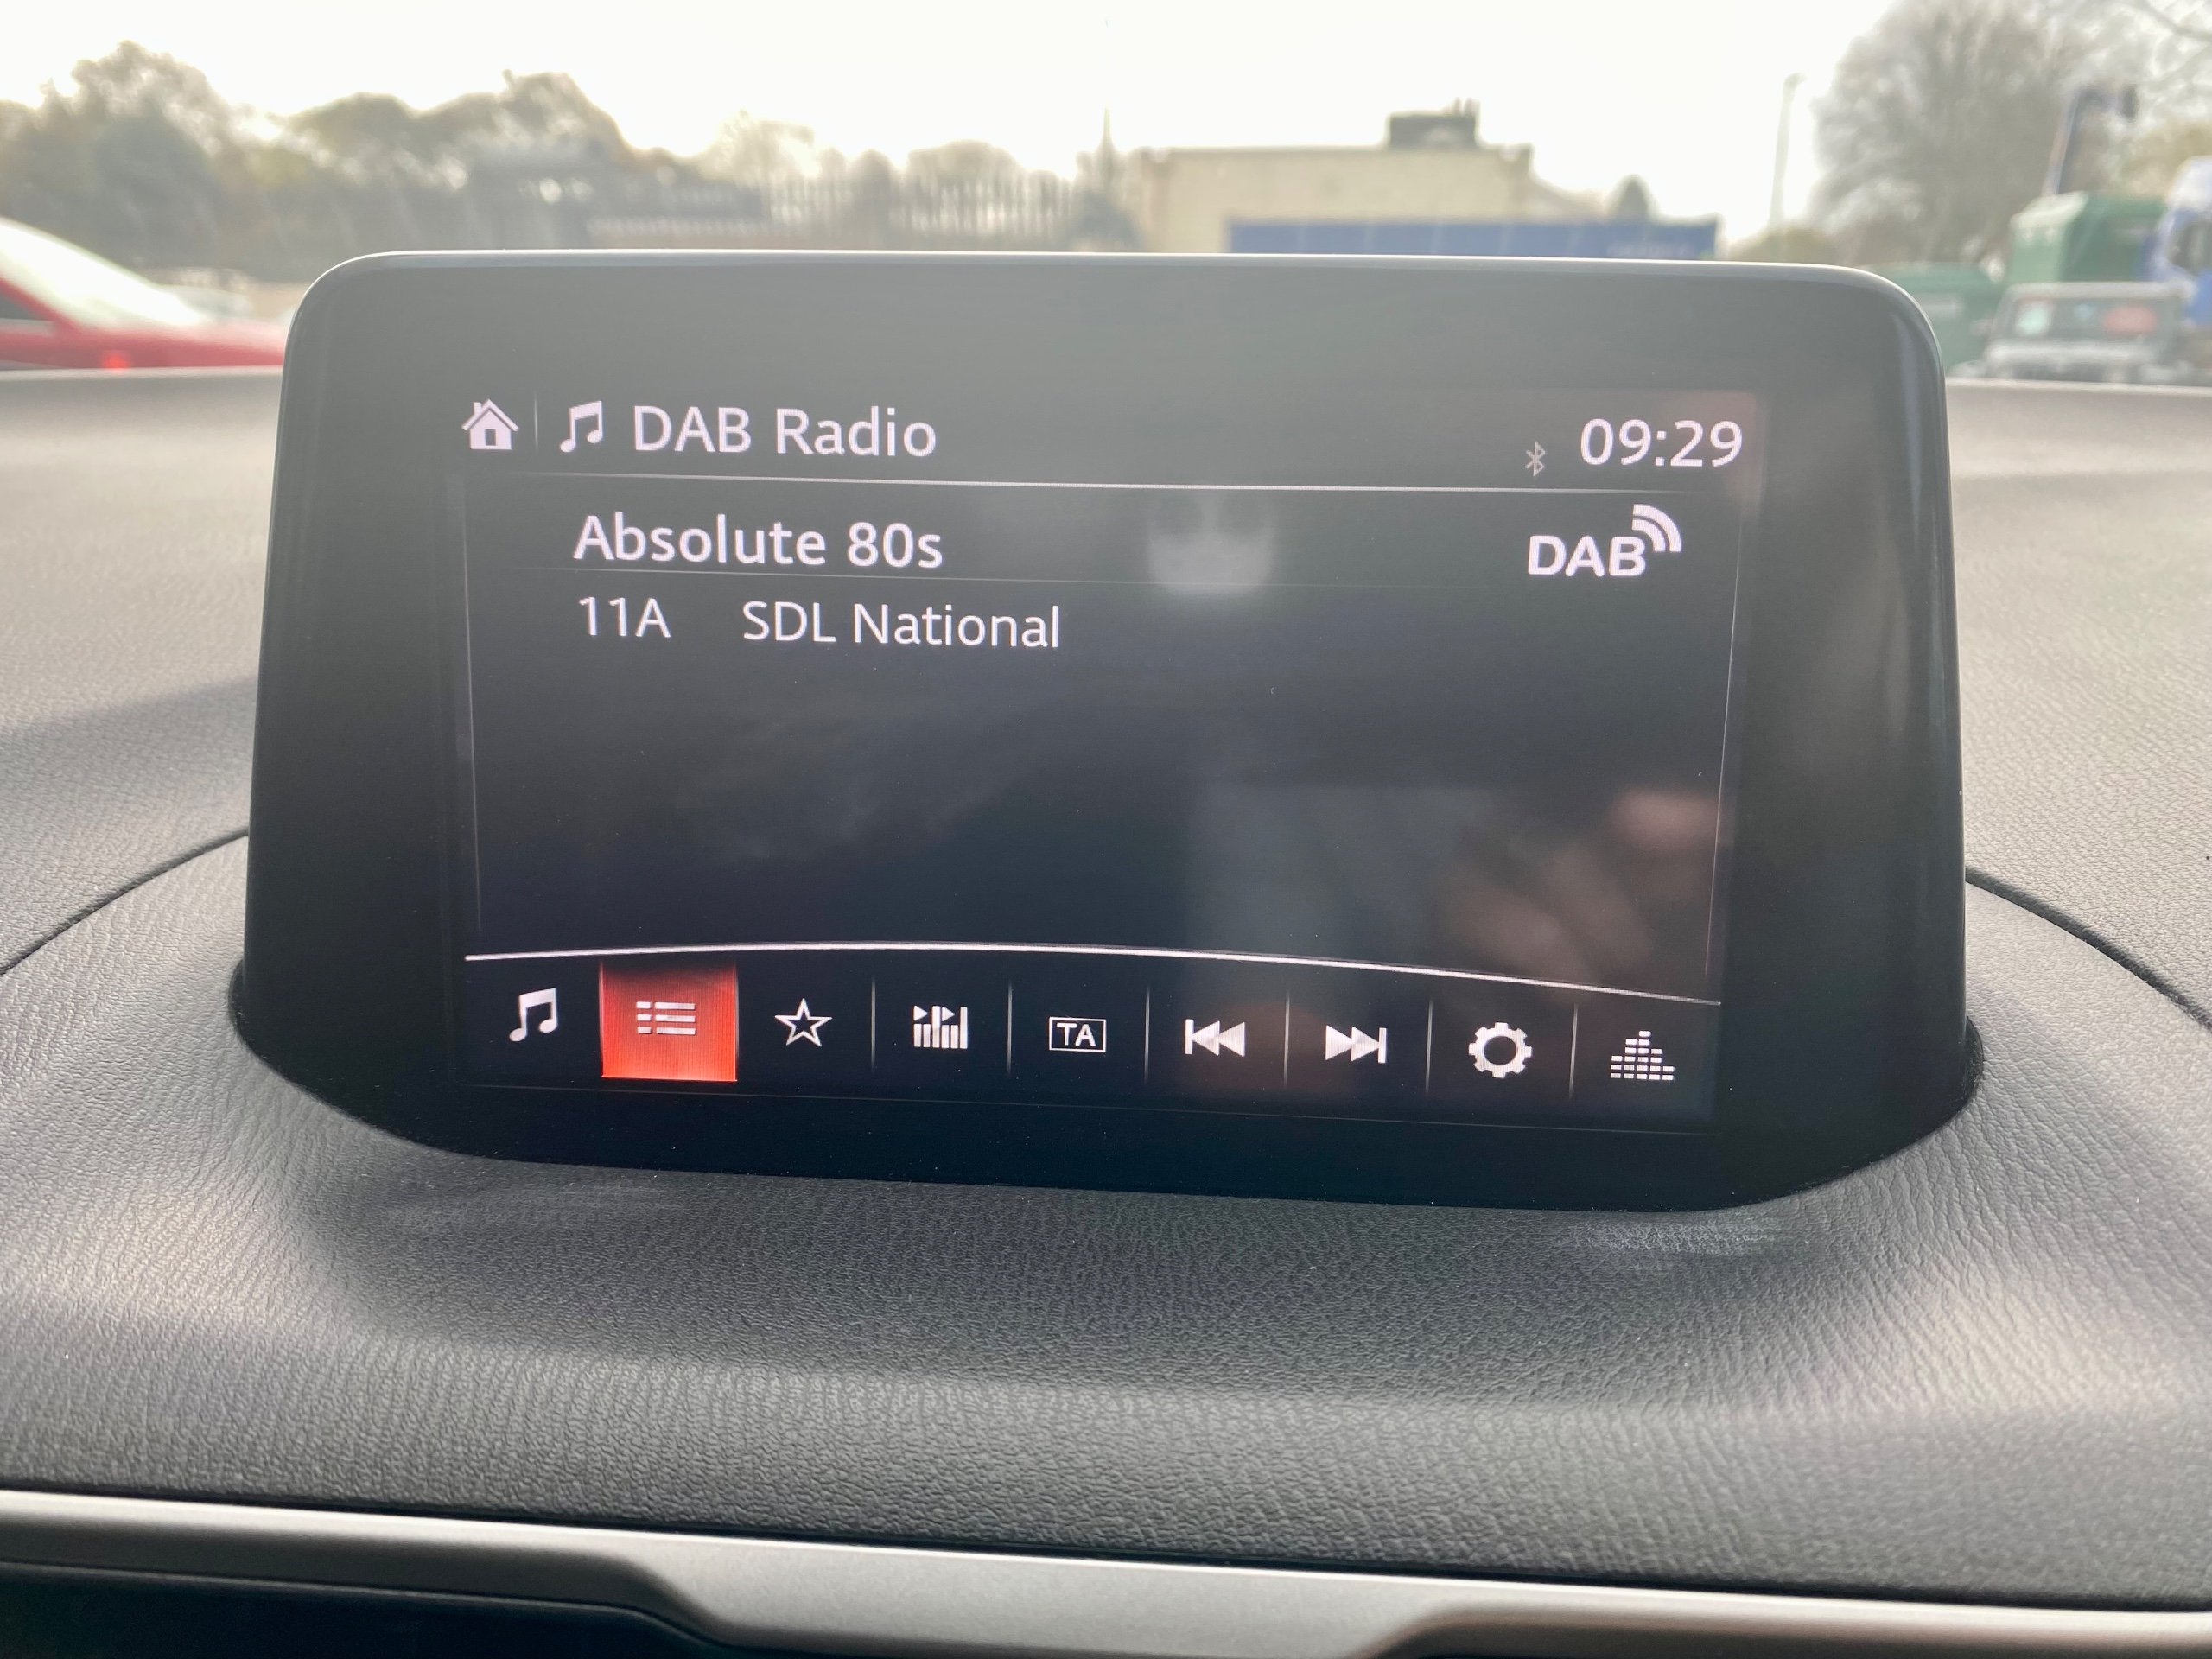 DAB Radio
09:29
Absolute 80s
DAB
11A SDL National
TA